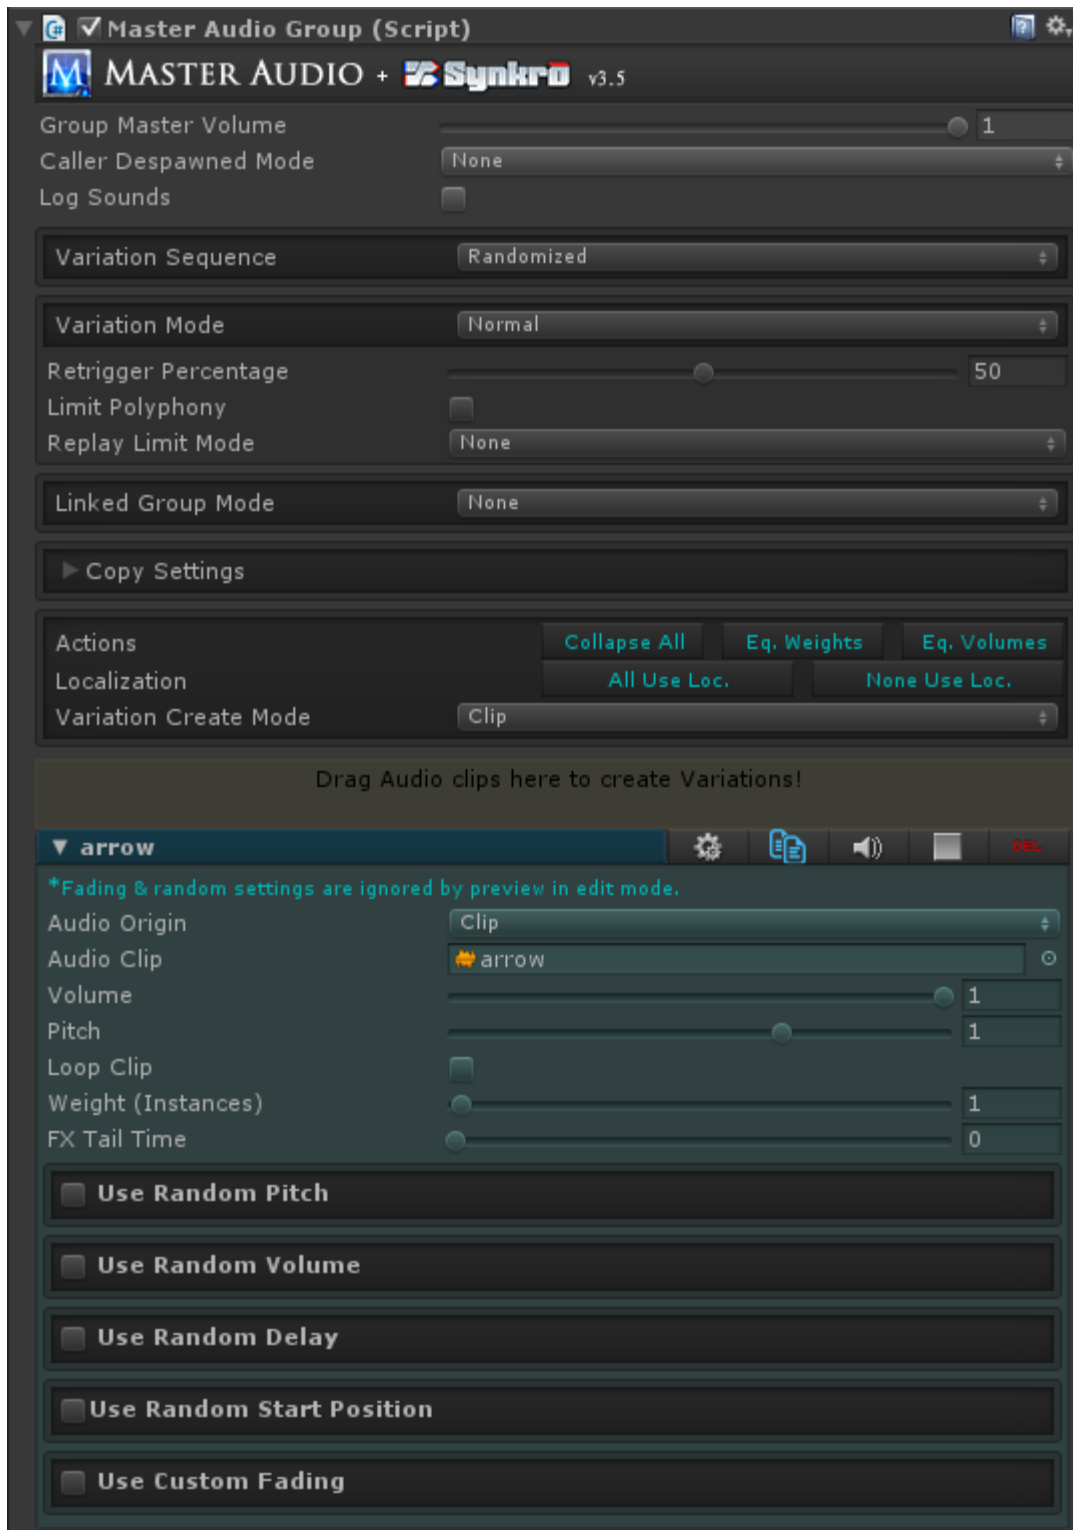 Master Audio Group (Script)
M MASTER AUDIO + Synkro v3.5
Group Master Volume 1
Caller Despawned Mode None
Log Sounds
Variation Sequence Randomized
Variation Mode Normal
Retrigger Percentage 50
Limit Polyphony
Replay Limit Mode None
Linked Group Mode None
Copy Settings
Actions Collapse All Eq. Weights Eq. Volumes
Localization All Use Loc. None Use Loc.
Variation Create Mode Clip
Drag Audio clips here to create Variations!
arrow DEL
*Fading & random settings are ignored by preview in edit mode.
Audio Origin Clip
Audio Clip arrow
Volume 1
Pitch 1
Loop Clip
Weight (Instances) 1
FX Tail Time 0
Use Random Pitch
Use Random Volume
Use Random Delay
Use Random Start Position
Use Custom Fading